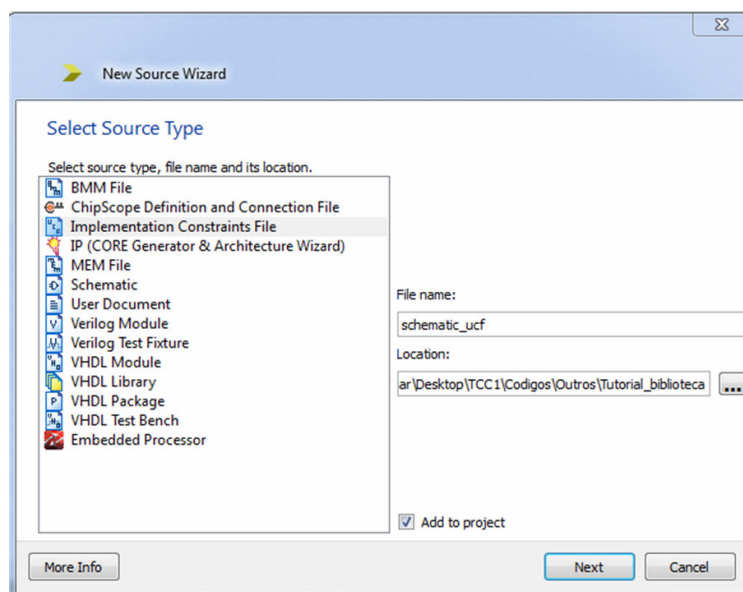 New Source Wizard
Select Source Type
Select source type, file name and its location.
BMM File
ChipScope Definition and Connection File
Implementation Constraints File
IP (CORE Generator & Architecture Wizard)
MEM File
Schematic
User Document
Verilog Module
Verilog Test Fixture
VHDL Module
VHDL Library
VHDL Package
VHDL Test Bench
Embedded Processor
File name:
schematic_ucf
Location:
ar\Desktop\TCC1\Codigos\Outros\Tutorial_biblioteca
...
Add to project
More Info
Next
Cancel